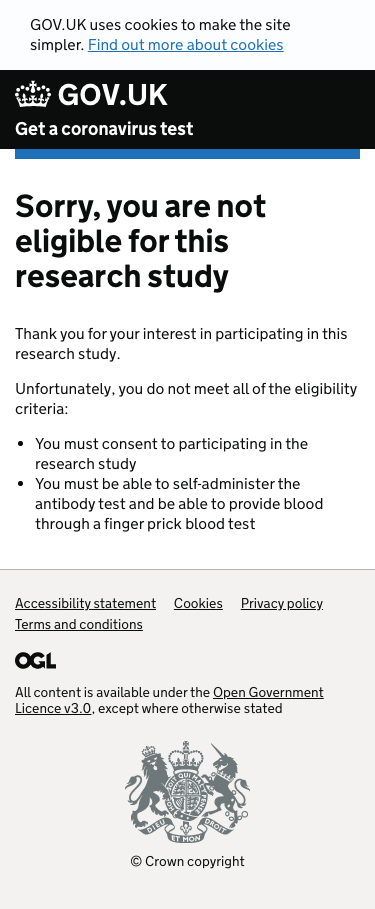 GOV.UK uses cookies to make the site
simpler. Find out more about cookies
GOV.UK
Get a coronavirus test
Sorry, you are not
eligible for this
research study
Thank you for your interest in participating in this
research study.
Unfortunately, you do not meet all of the eligibility
criteria:
• You must consent to participating in the
research study
• You must be able to self-administer the
antibody test and be able to provide blood
through a finger prick blood test
Accessibility statement Cookies Privacy policy
Terms and conditions
OGL
All content is available under the Open Government
Licence v3.0, except where otherwise stated
DIEU ET MON DROIT
© Crown copyright